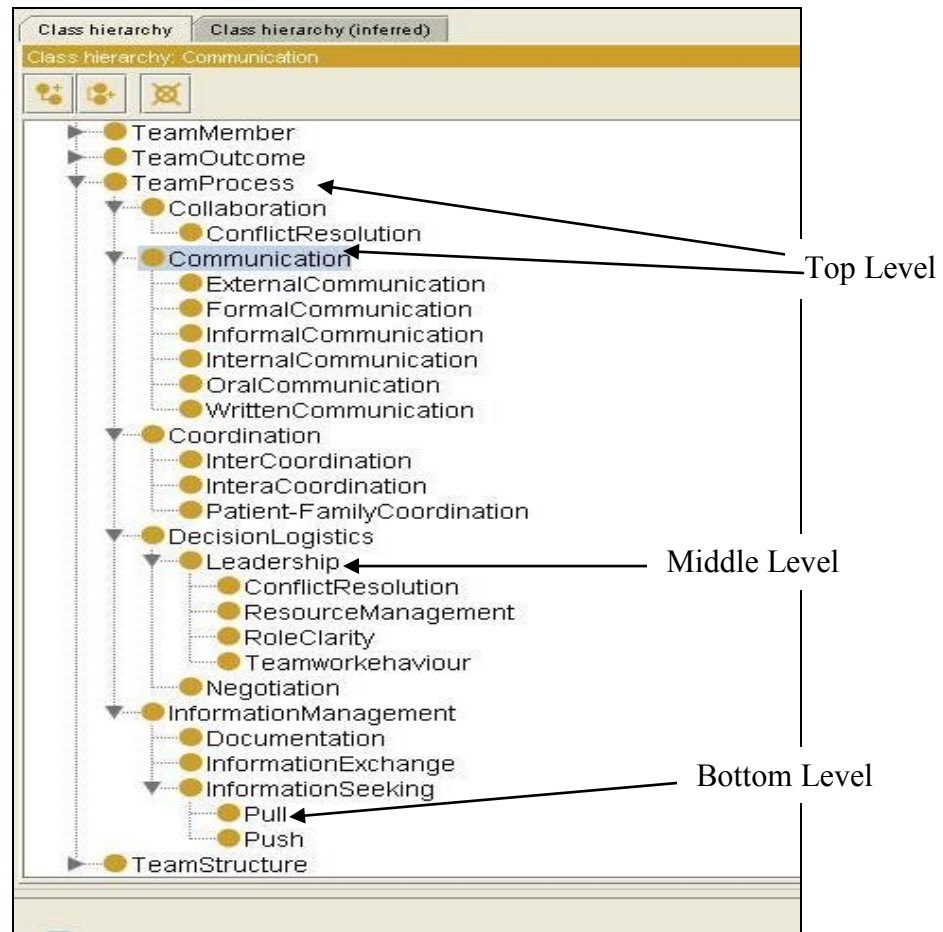 Class hierarchy Class hierarchy (inferred)
Class hierarchy: Communication
TeamMember
TeamOutcome
TeamProcess
Collaboration
ConflictResolution
Communication
ExternalCommunication
Top Level
FormalCommunication
InformalCommunication
InternalCommunication
OralCommunication
WrittenCommunication
Coordination
InterCoordination
InteraCoordination
Patient-FamilyCoordination
DecisionLogistics
Leadership
Middle Level
ConflictResolution
ResourceManagement
RoleClarity
Teamworkehaviour
Negotiation
InformationManagement
Documentation
InformationExchange
InformationSeeking
Bottom Level
Pull
Push
TeamStructure